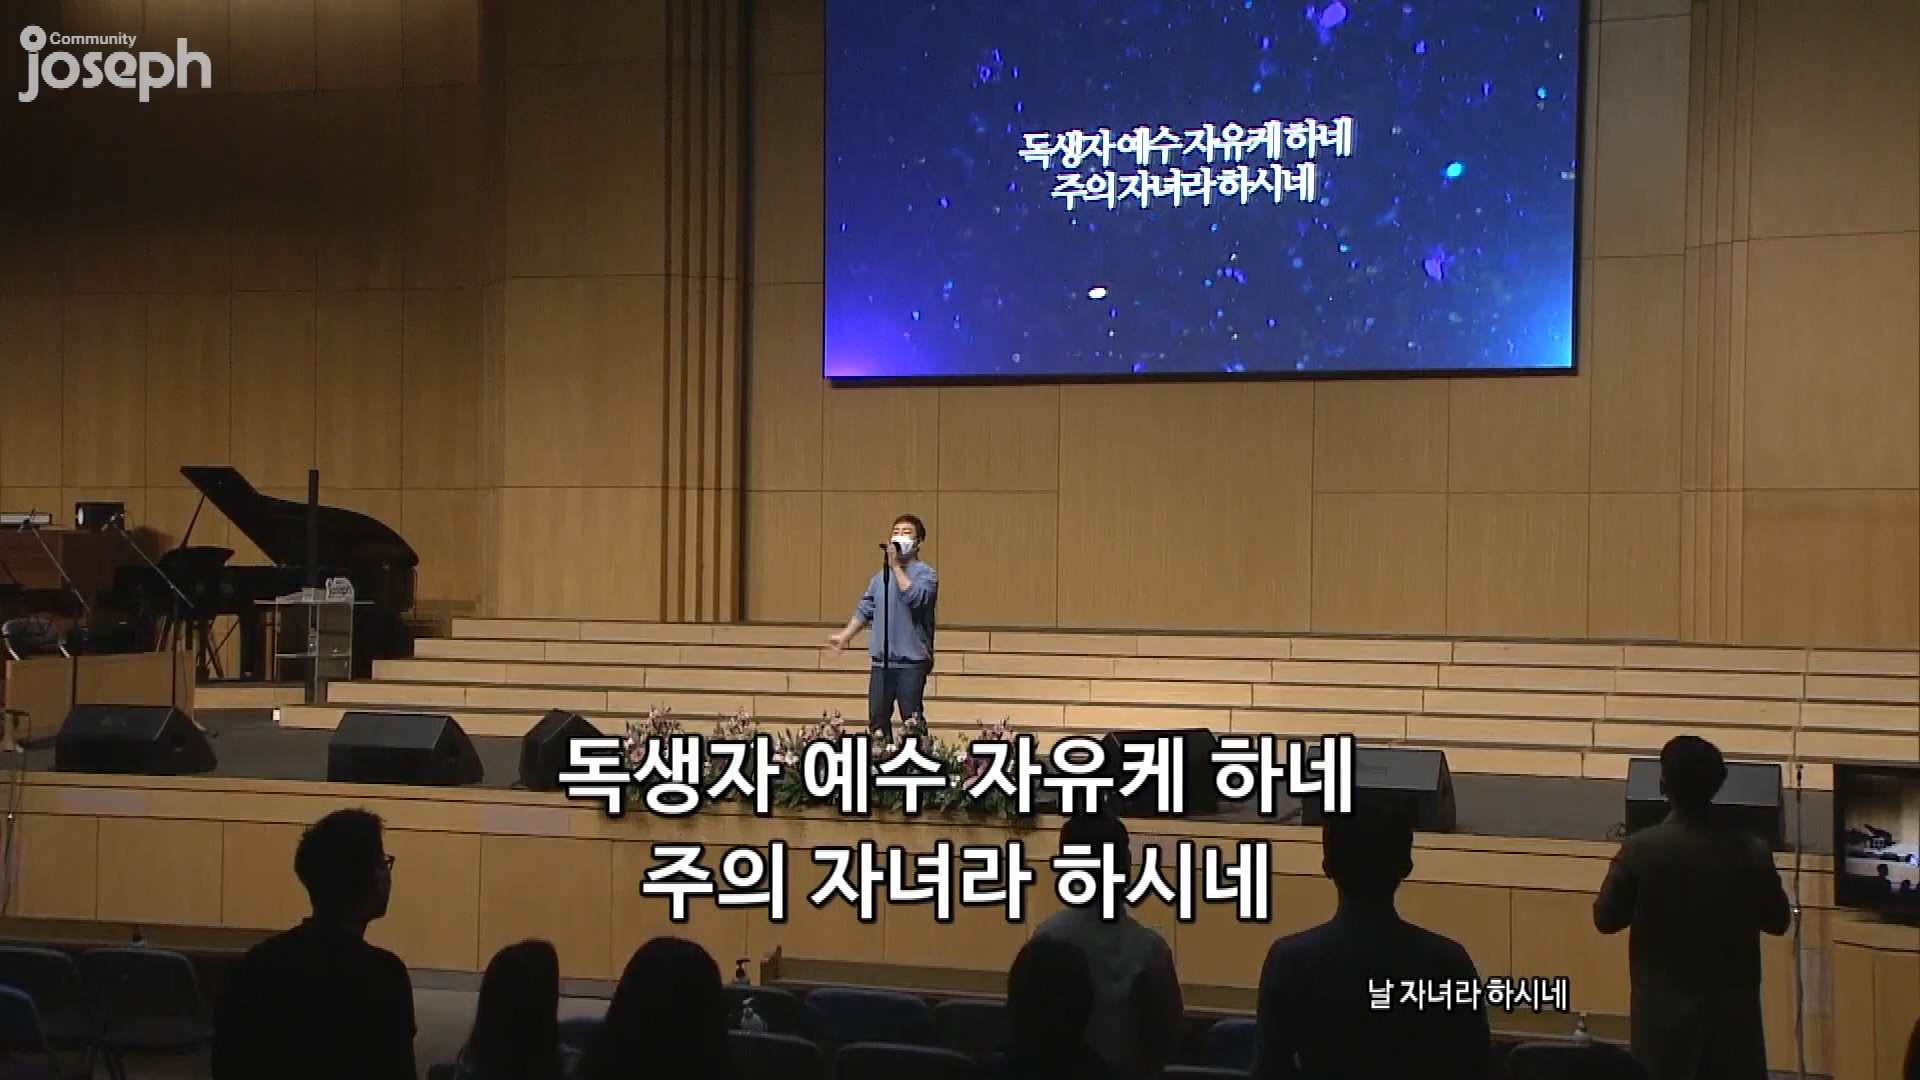 Community
joseph
독생자 예수 자유케 하네
주의 자녀라 하시네
독생자 예수 자유케 하네
주의 자녀라 하시네
날 자녀라 하시네